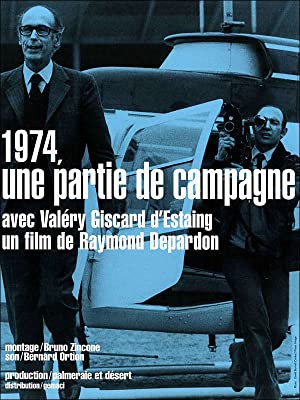 1974,
une partie de campagne
avec Valéry Giscard d'Estaing
un film de Raymond Depardon
montage/Bruno Zincone
son/Bernard Ortion
production/palmeraie et désert
distribution/gemaci